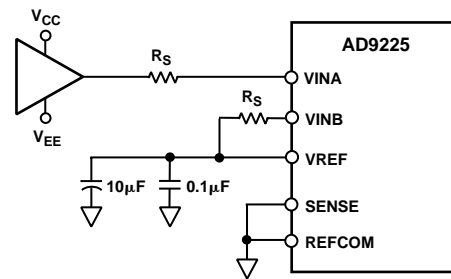 VCC
RS
AD9225
VINA
RS
VINB
VEE
VREF
10µF
0.1µF
SENSE
REFCOM